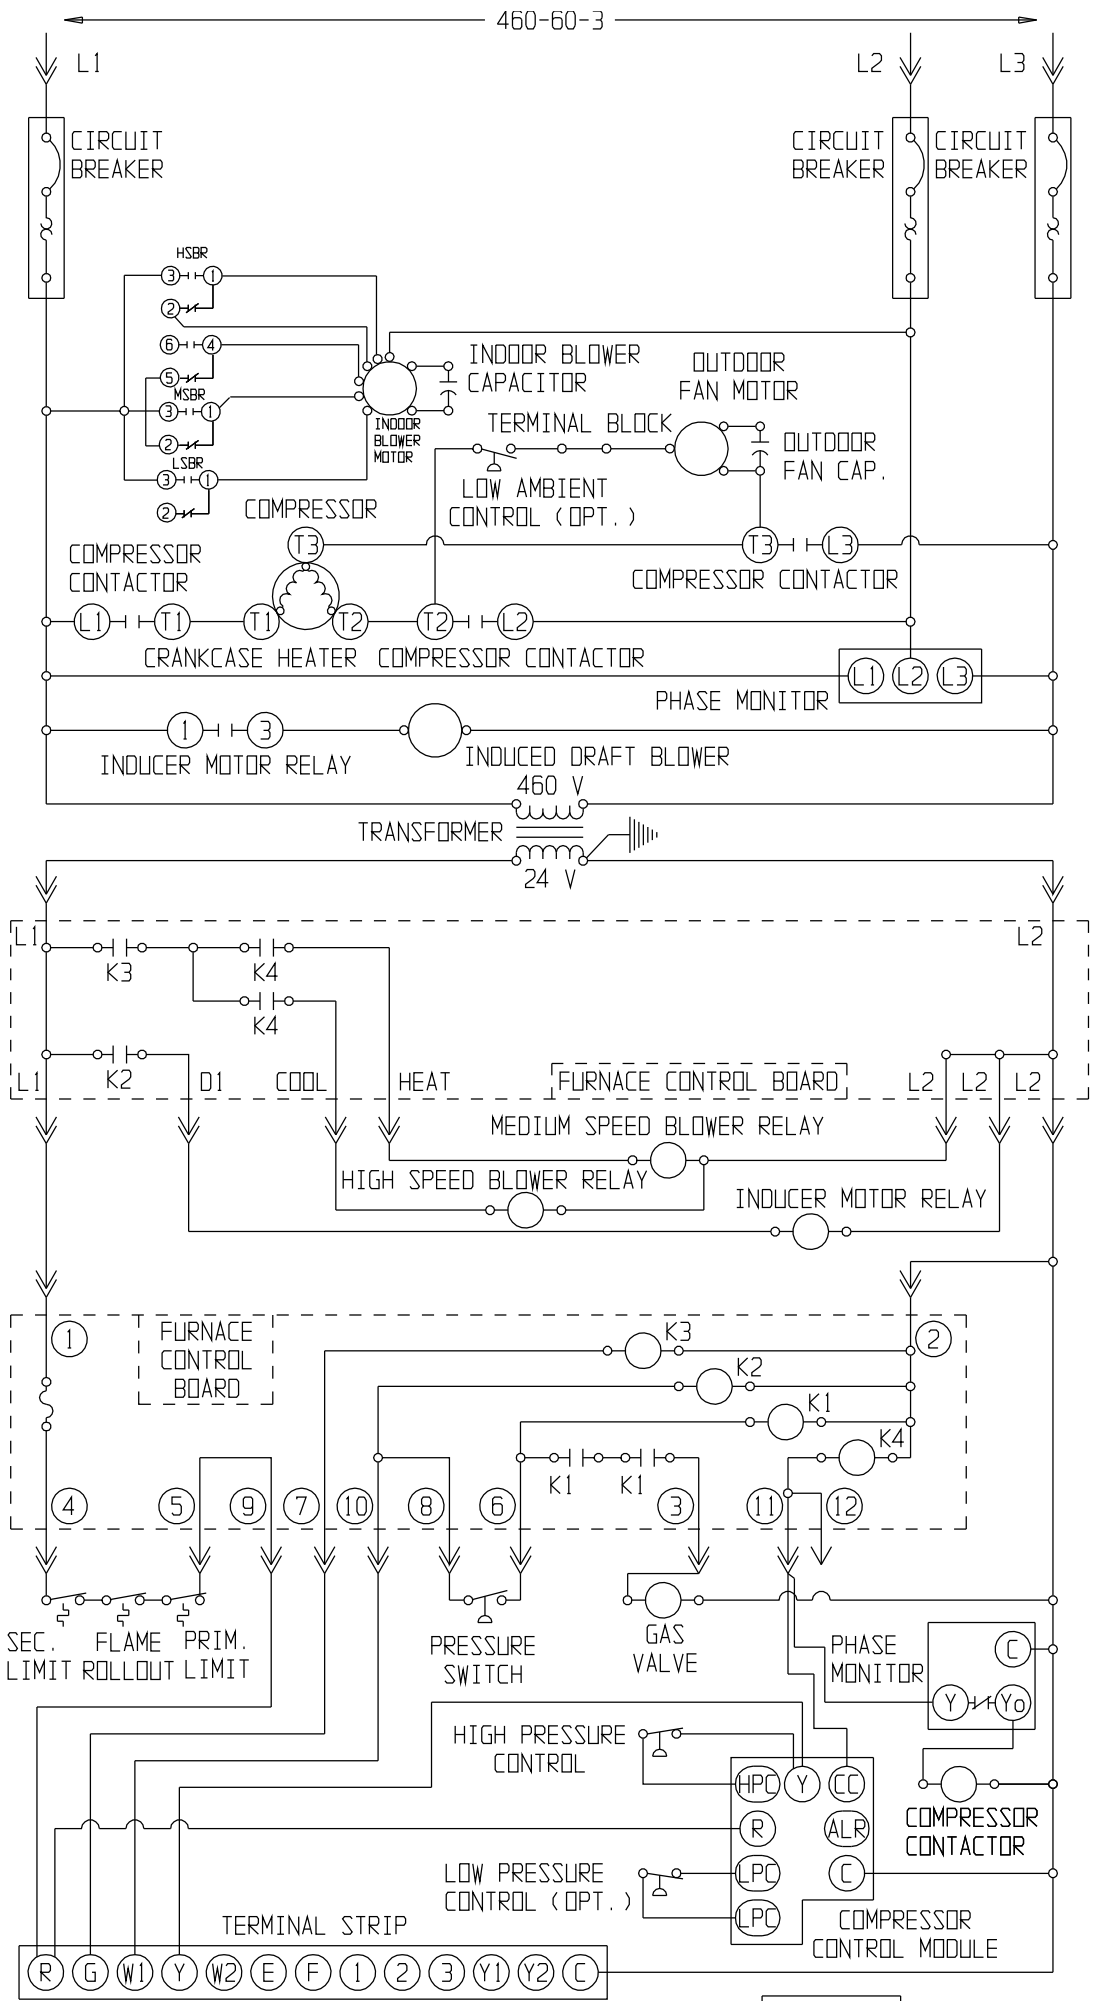 460-60-3
L1
L2
L3
CIRCUIT
BREAKER
CIRCUIT
BREAKER
CIRCUIT
BREAKER
HSBR
3
1
2
6
4
5
MSBR
3
1
2
LSBR
3
1
2
INDOOR
BLOWER
MOTOR
INDOOR BLOWER
CAPACITOR
OUTDOOR
FAN MOTOR
TERMINAL BLOCK
OUTDOOR
FAN CAP.
LOW AMBIENT
CONTROL (OPT.)
COMPRESSOR
T3
T3
L3
COMPRESSOR
CONTACTOR
COMPRESSOR CONTACTOR
L1
T1
T1
T2
T2
L2
CRANKCASE HEATER
COMPRESSOR CONTACTOR
L1
L2
L3
PHASE MONITOR
1
3
INDUCER MOTOR RELAY
INDUCED DRAFT BLOWER
460 V
TRANSFORMER
24 V
L1
L2
K3
K4
K4
K2
L1
D1
COOL
HEAT
FURNACE CONTROL BOARD
L2
L2
L2
MEDIUM SPEED BLOWER RELAY
HIGH SPEED BLOWER RELAY
INDUCER MOTOR RELAY
1
FURNACE
CONTROL
BOARD
K3
2
K2
K1
K4
K1
K1
4
5
9
7
10
8
6
3
11
12
SEC.
LIMIT
FLAME
ROLLOUT
PRIM.
LIMIT
PRESSURE
SWITCH
GAS
VALVE
PHASE
MONITOR
C
Y
Yo
HIGH PRESSURE
CONTROL
HPC
Y
CC
COMPRESSOR
CONTACTOR
R
ALR
LOW PRESSURE
CONTROL (OPT.)
LPC
C
LPC
COMPRESSOR
CONTROL MODULE
TERMINAL STRIP
R
G
W1
Y
W2
E
F
1
2
3
Y1
Y2
C